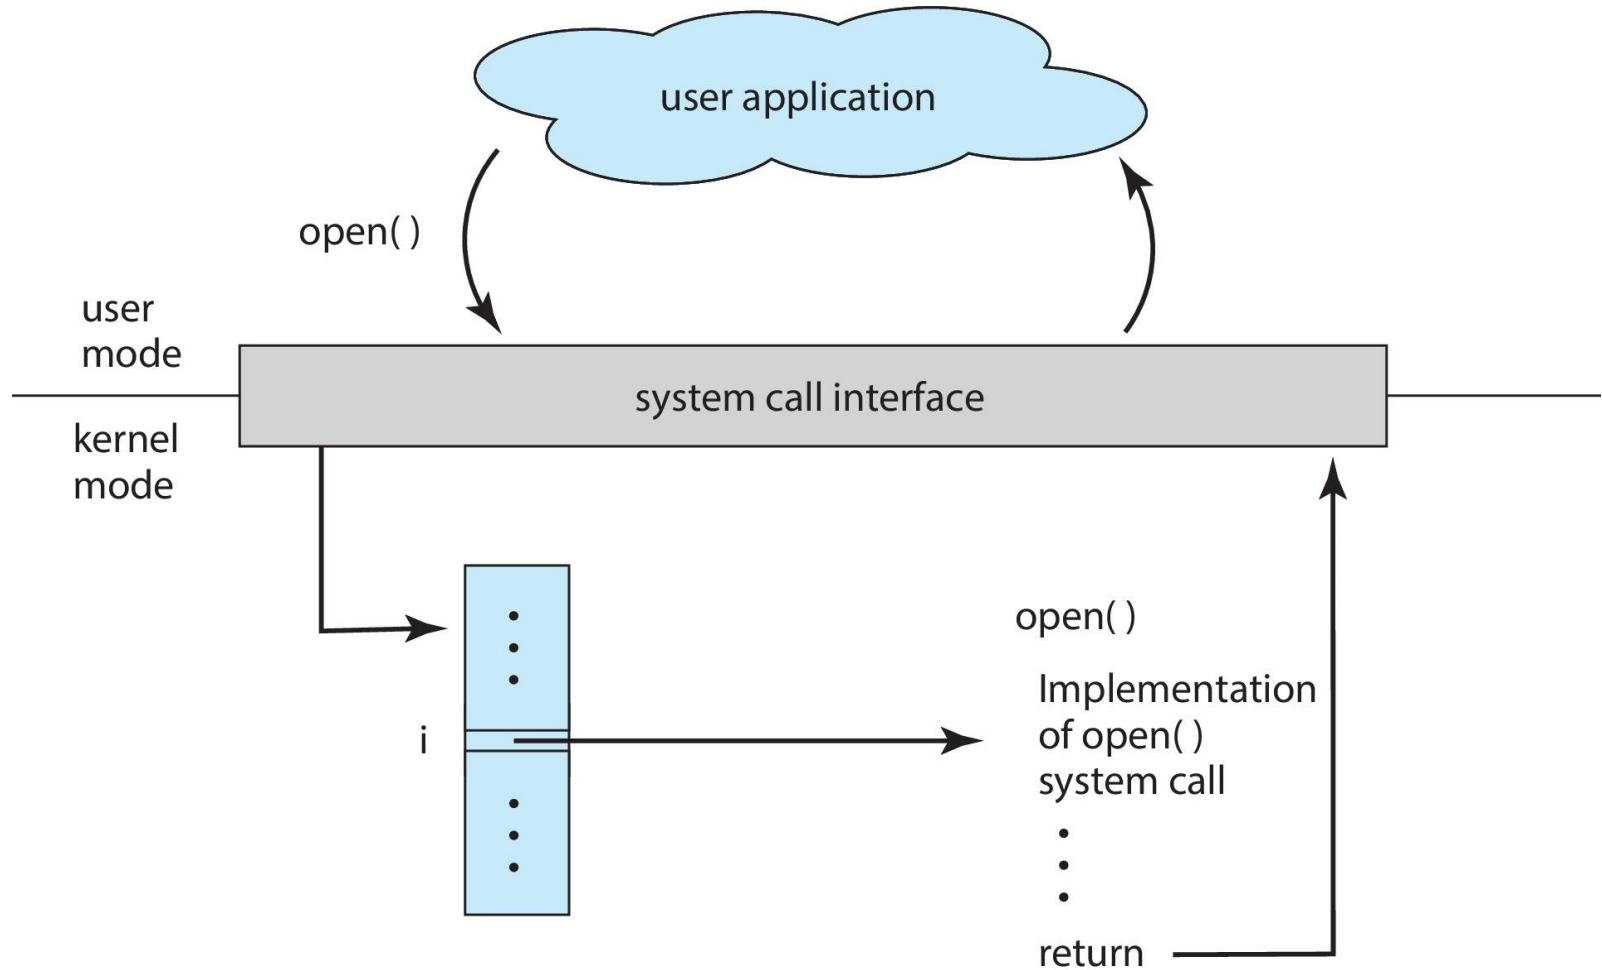 user application
open( )
user
mode
system call interface
kernel
mode
open( )
Implementation
of open( )
system call
i
return